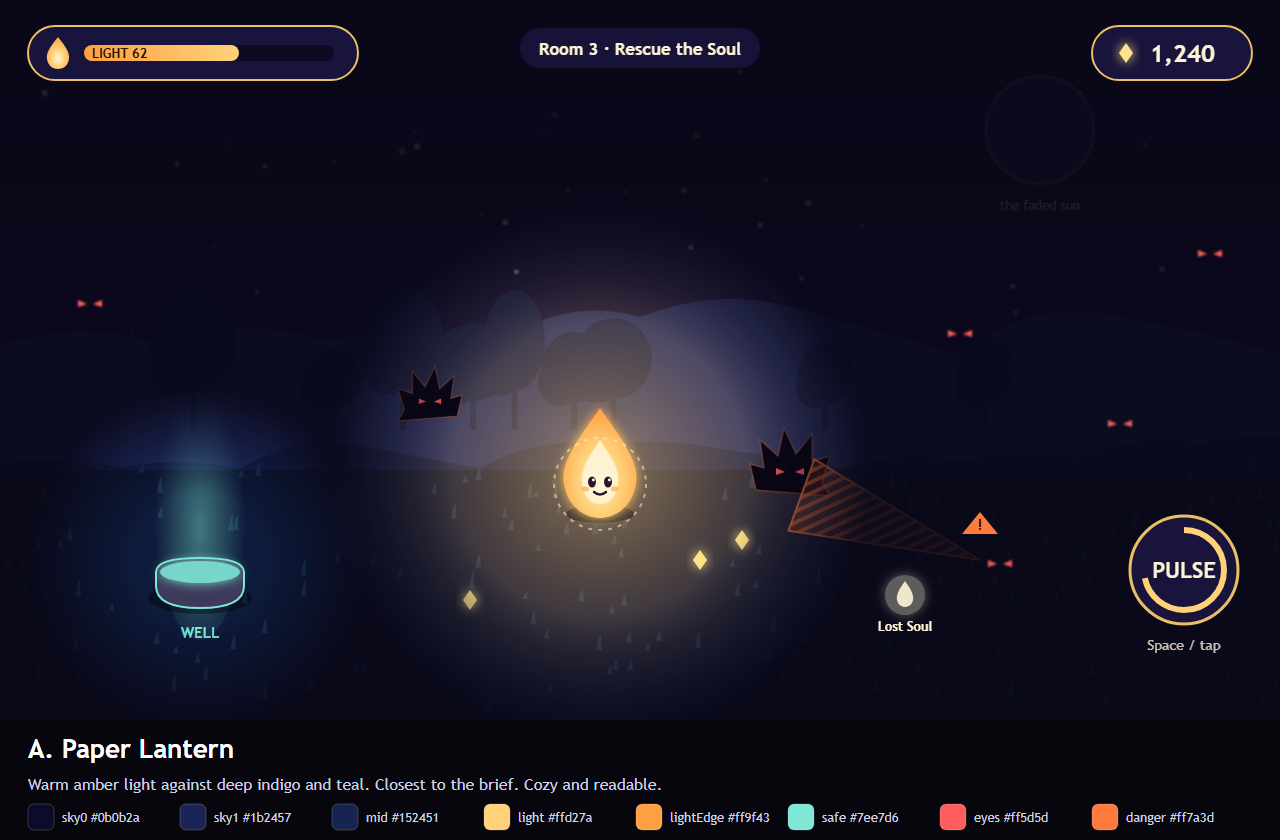 LIGHT 62
Room 3 · Rescue the Soul
1,240
the faded sun
!
PULSE
Lost Soul
WELL
Space / tap
A. Paper Lantern
Warm amber light against deep indigo and teal. Closest to the brief. Cozy and readable.
sky0 #0b0b2a sky1 #1b2457 mid #152451 light #ffd27a lightEdge #ff9f43 safe #7ee7d6 eyes #ff5d5d danger #ff7a3d